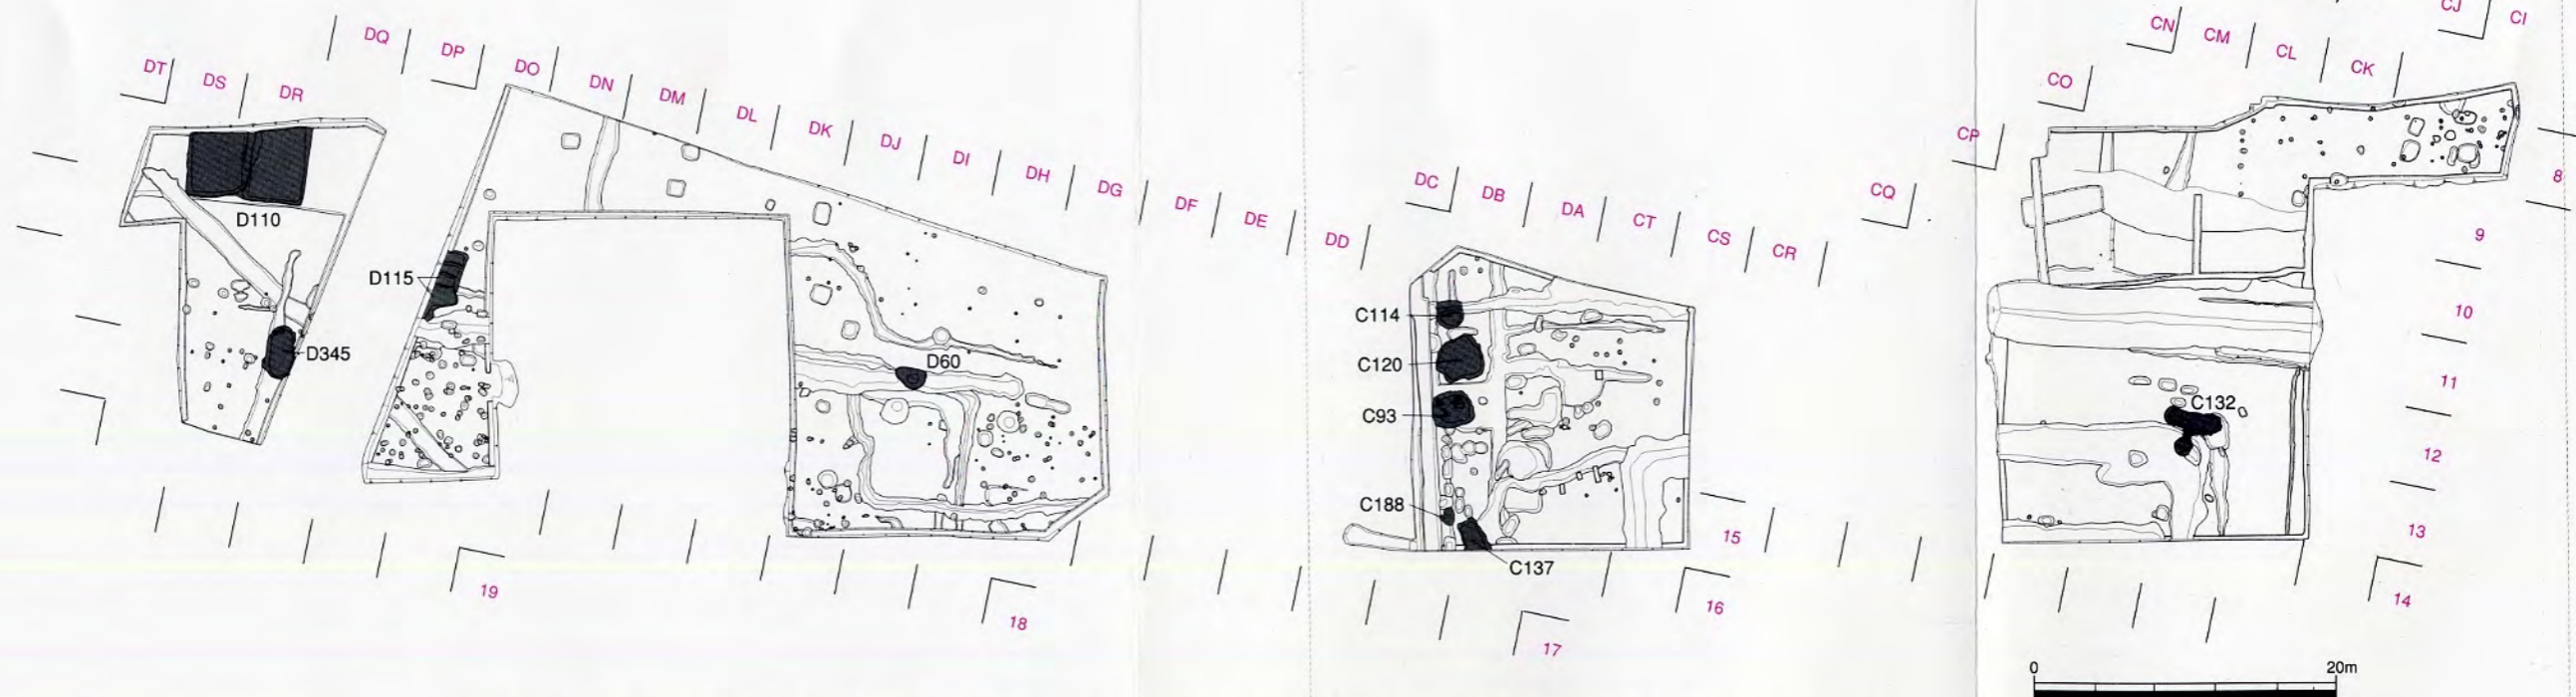 CJ
CI
CN
CM
CL
CK
DQ
DP
DO
DN
DM
DL
DK
DJ
DI
DH
DG
DF
DE
DD
DT
DS
DR
CO
CP
CQ
DC
DB
DA
CT
CS
CR
8
9
10
11
12
13
14
D110
D115
D345
D60
C114
C120
C93
C188
C137
C132
15
16
17
18
19
0 20m